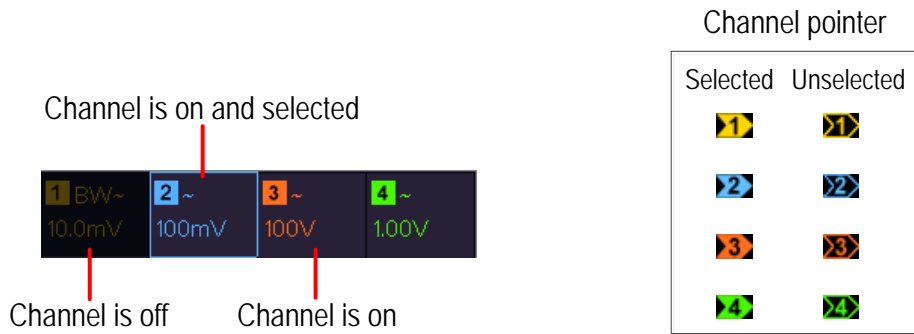 Channel pointer
Selected Unselected
1 1
2 2
3 3
4 4
Channel is on and selected
1 BW~ 2 ~ 3 ~ 4 ~
10.0mV 100mV 100V 1.00V
Channel is off Channel is on